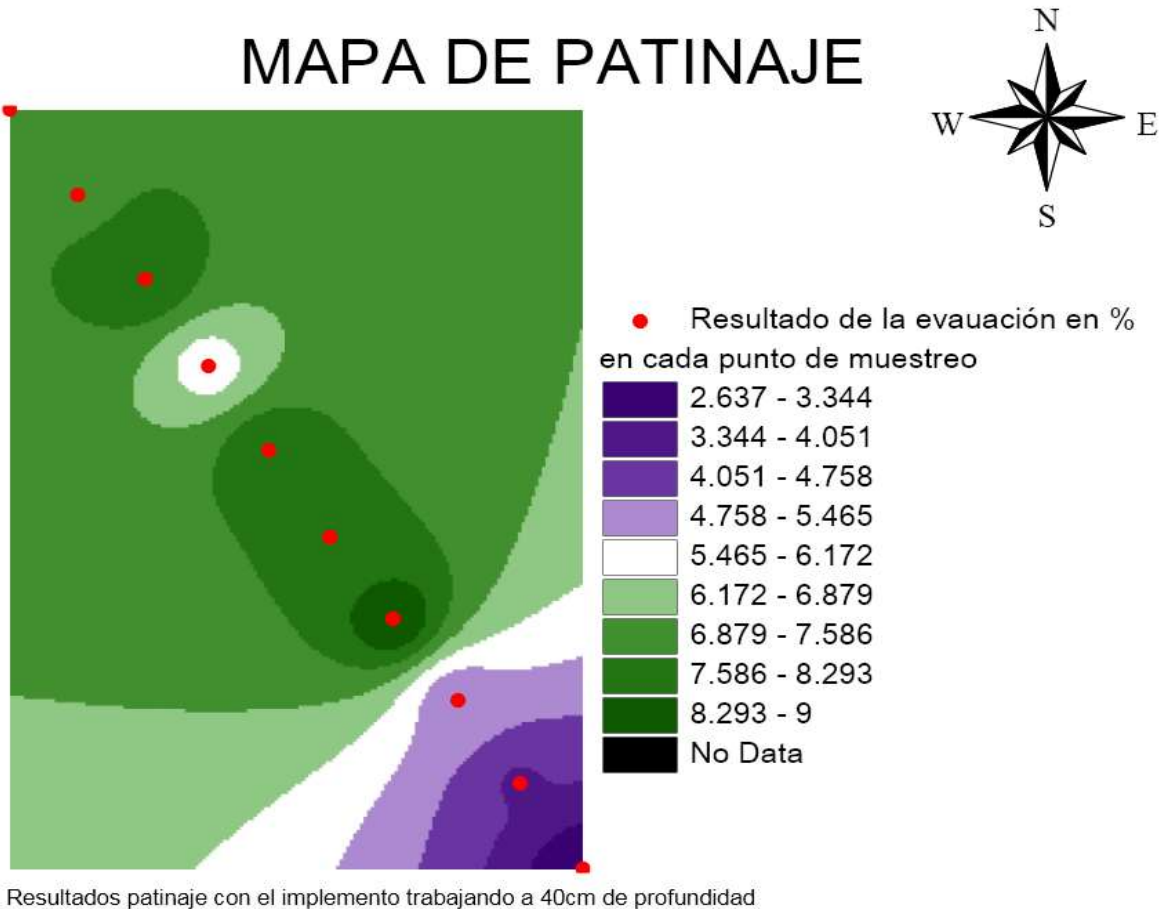 MAPA DE PATINAJE
N
W
E
S
Resultado de la evauación en %
en cada punto de muestreo
2.637 - 3.344
3.344 - 4.051
4.051 - 4.758
4.758 - 5.465
5.465 - 6.172
6.172 - 6.879
6.879 - 7.586
7.586 - 8.293
8.293 - 9
No Data
Resultados patinaje con el implemento trabajando a 40cm de profundidad